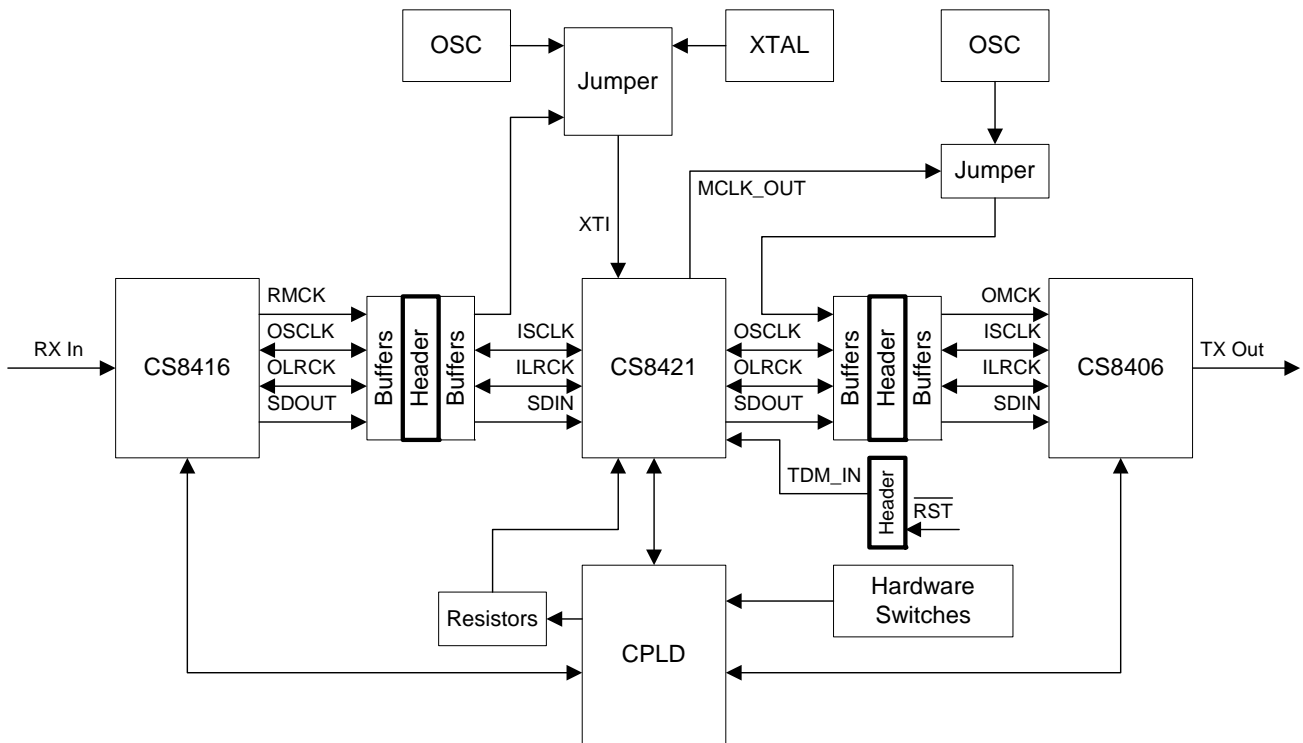 OSC
XTAL
OSC
Jumper
Jumper
MCLK_OUT
XTI
RX In
CS8416
RMCK
OSCLK
OLRCK
SDOUT
Buffers
Header
Buffers
ISCLK
ILRCK
SDIN
CS8421
OSCLK
OLRCK
SDOUT
Buffers
Header
Buffers
OMCK
ISCLK
ILRCK
SDIN
CS8406
TX Out
TDM_IN
Header
RST
Resistors
CPLD
Hardware
Switches